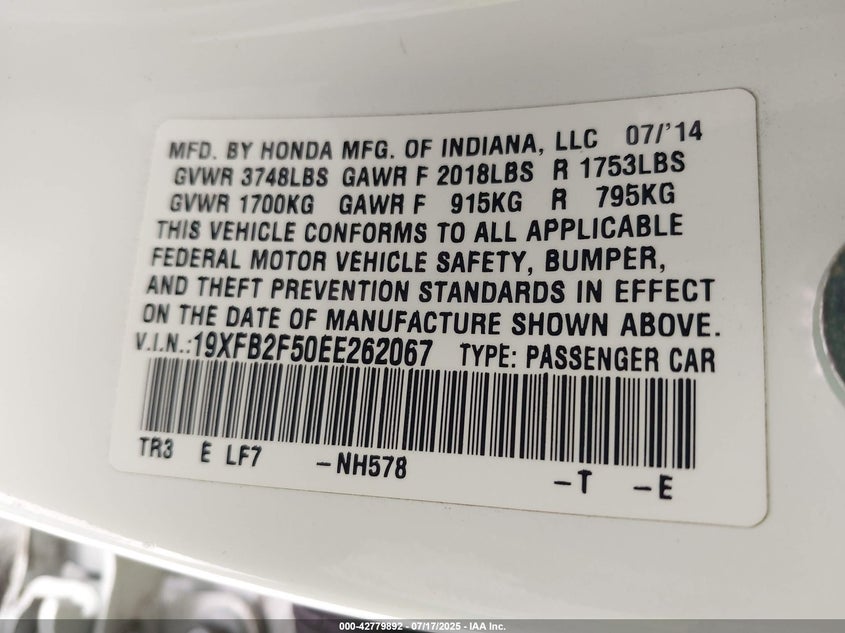 MFD. BY HONDA MFG. OF INDIANA, LLC 07/'14
GVWR 3748LBS GAWR F 2018LBS R 1753LBS
GVWR 1700KG GAWR F 915KG R 795KG
THIS VEHICLE CONFORMS TO ALL APPLICABLE
FEDERAL MOTOR VEHICLE SAFETY, BUMPER,
AND THEFT PREVENTION STANDARDS IN EFFECT
ON THE DATE OF MANUFACTURE SHOWN ABOVE.
V.I.N.:19XFB2F50EE262067 TYPE: PASSENGER CAR
TR3 E LF7 -NH578 -T -E
000-42779892 - 07/17/2025 - IAA Inc.